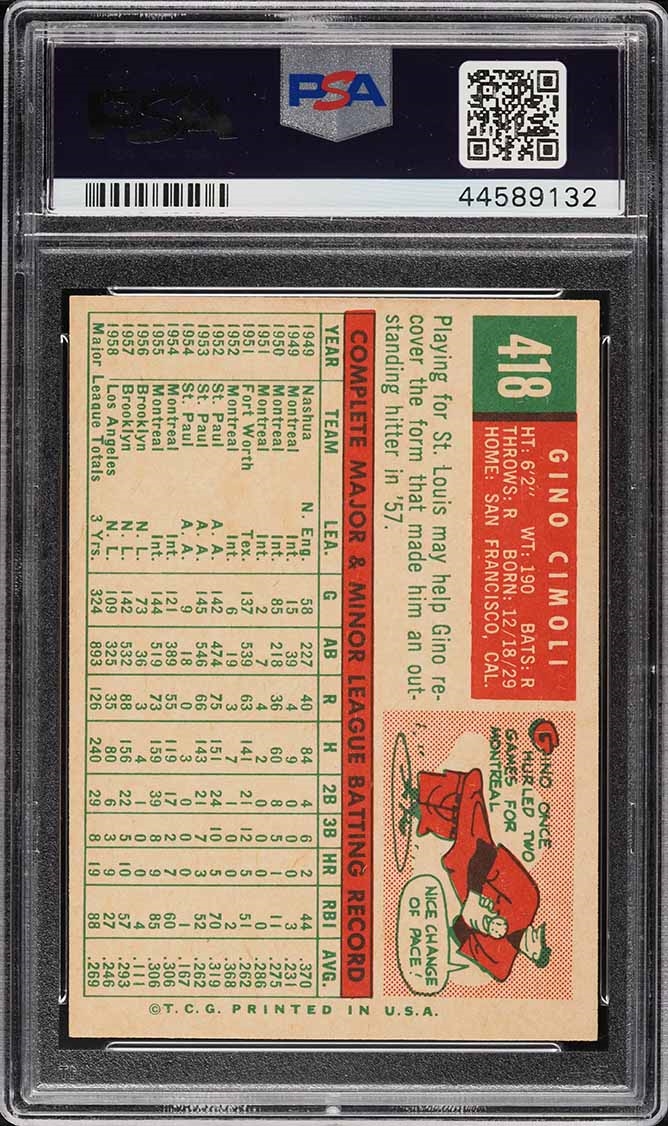 PSA
PSA
44589132
418
GINO CIMOLI
HT: 6'2" WT: 190 BATS: R
THROWS: R BORN: 12/18/29
HOME: SAN FRANCISCO, CAL.
Playing for St. Louis may help Gino re-
cover the form that made him an out-
standing hitter in '57.
GINO ONCE
HURLED TWO
GAMES FOR
MONTREAL
NICE CHANGE
OF PACE!
COMPLETE MAJOR & MINOR LEAGUE BATTING RECORD
YEAR TEAM LEA. G AB R H 2B 3B HR RBI AVG.
1949 Nashua N. Eng. 58 227 40 84 4 6 2 44 .370
1949 Montreal Int. 15 39 4 9 0 3 .231
1950 Montreal Int. 85 218 36 60 8 5 1 11 .275
1951 Montreal Int. 2 7 4 2 0 0 0 0 .286
1951 Fort Worth Tex. 137 539 63 141 21 12 5 51 .262
1952 Montreal Int. 6 19 3 7 0 0 0 2 .368
1952 St. Paul A. A. 142 474 75 151 24 10 5 70 .319
1953 St. Paul A. A. 145 546 66 143 21 7 3 52 .262
1954 St. Paul A. A. 9 18 0 3 0 0 0 1 .167
1954 Montreal Int. 121 389 55 119 17 2 4 60 .306
1955 Montreal Int. 144 519 73 159 39 8 8 85 .306
1956 Brooklyn N. L. 73 36 3 4 1 0 0 4 .111
1957 Brooklyn N. L. 142 532 88 156 22 5 10 57 .293
1958 Los Angeles N. L. 109 325 35 80 6 3 9 27 .246
Major League Totals 3 Yrs. 324 893 126 240 29 8 19 88 .269
©T.C.G. PRINTED IN U.S.A.